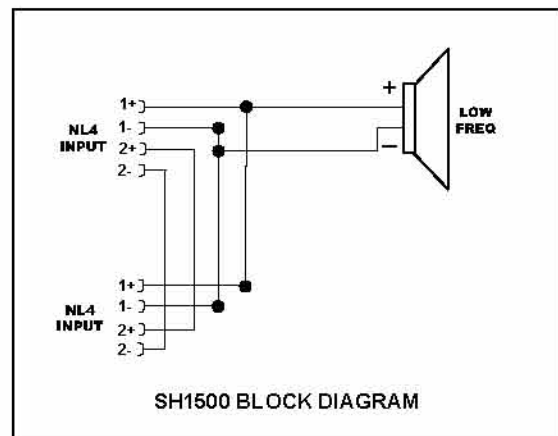 1+
1-
2+
2-
NL4
INPUT
+
−
LOW
FREQ
1+
1-
2+
2-
NL4
INPUT
SH1500 BLOCK DIAGRAM